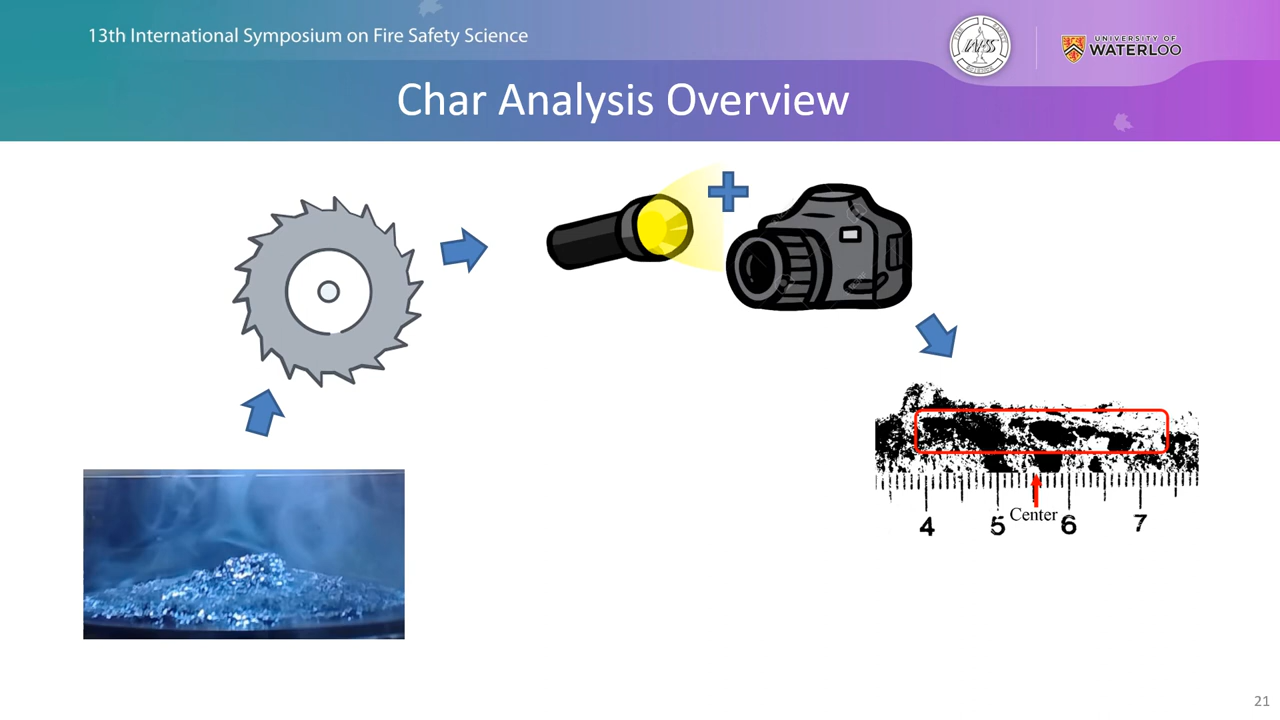 13th International Symposium on Fire Safety Science
UNIVERSITY OF
WATERLOO
Char Analysis Overview
Center
4 5 6 7
21